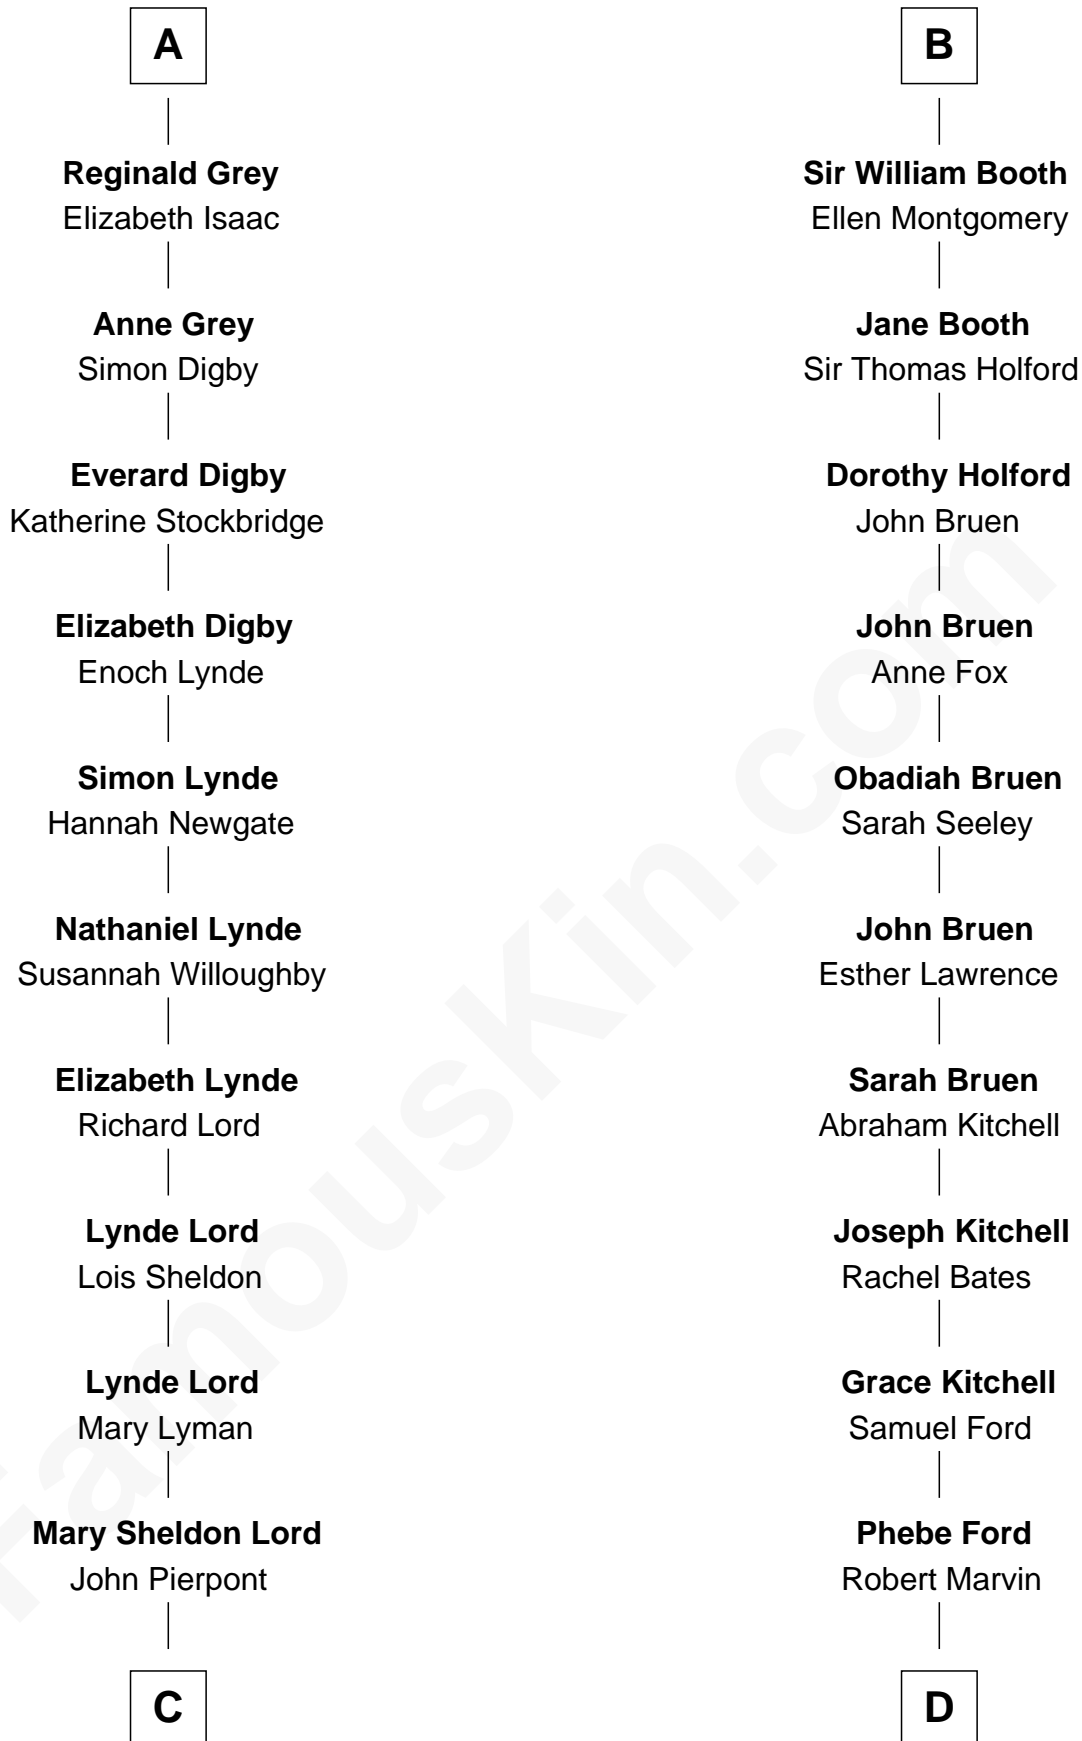 A
Reginald Grey
Elizabeth Isaac
Anne Grey
Simon Digby
Everard Digby
Katherine Stockbridge
Elizabeth Digby
Enoch Lynde
Simon Lynde
Hannah Newgate
Nathaniel Lynde
Susannah Willoughby
Elizabeth Lynde
Richard Lord
Lynde Lord
Lois Sheldon
Lynde Lord
Mary Lyman
Mary Sheldon Lord
John Pierpont
C
B
Sir William Booth
Ellen Montgomery
Jane Booth
Sir Thomas Holford
Dorothy Holford
John Bruen
John Bruen
Anne Fox
Obadiah Bruen
Sarah Seeley
John Bruen
Esther Lawrence
Sarah Bruen
Abraham Kitchell
Joseph Kitchell
Rachel Bates
Grace Kitchell
Samuel Ford
Phebe Ford
Robert Marvin
D
FamousKin.com